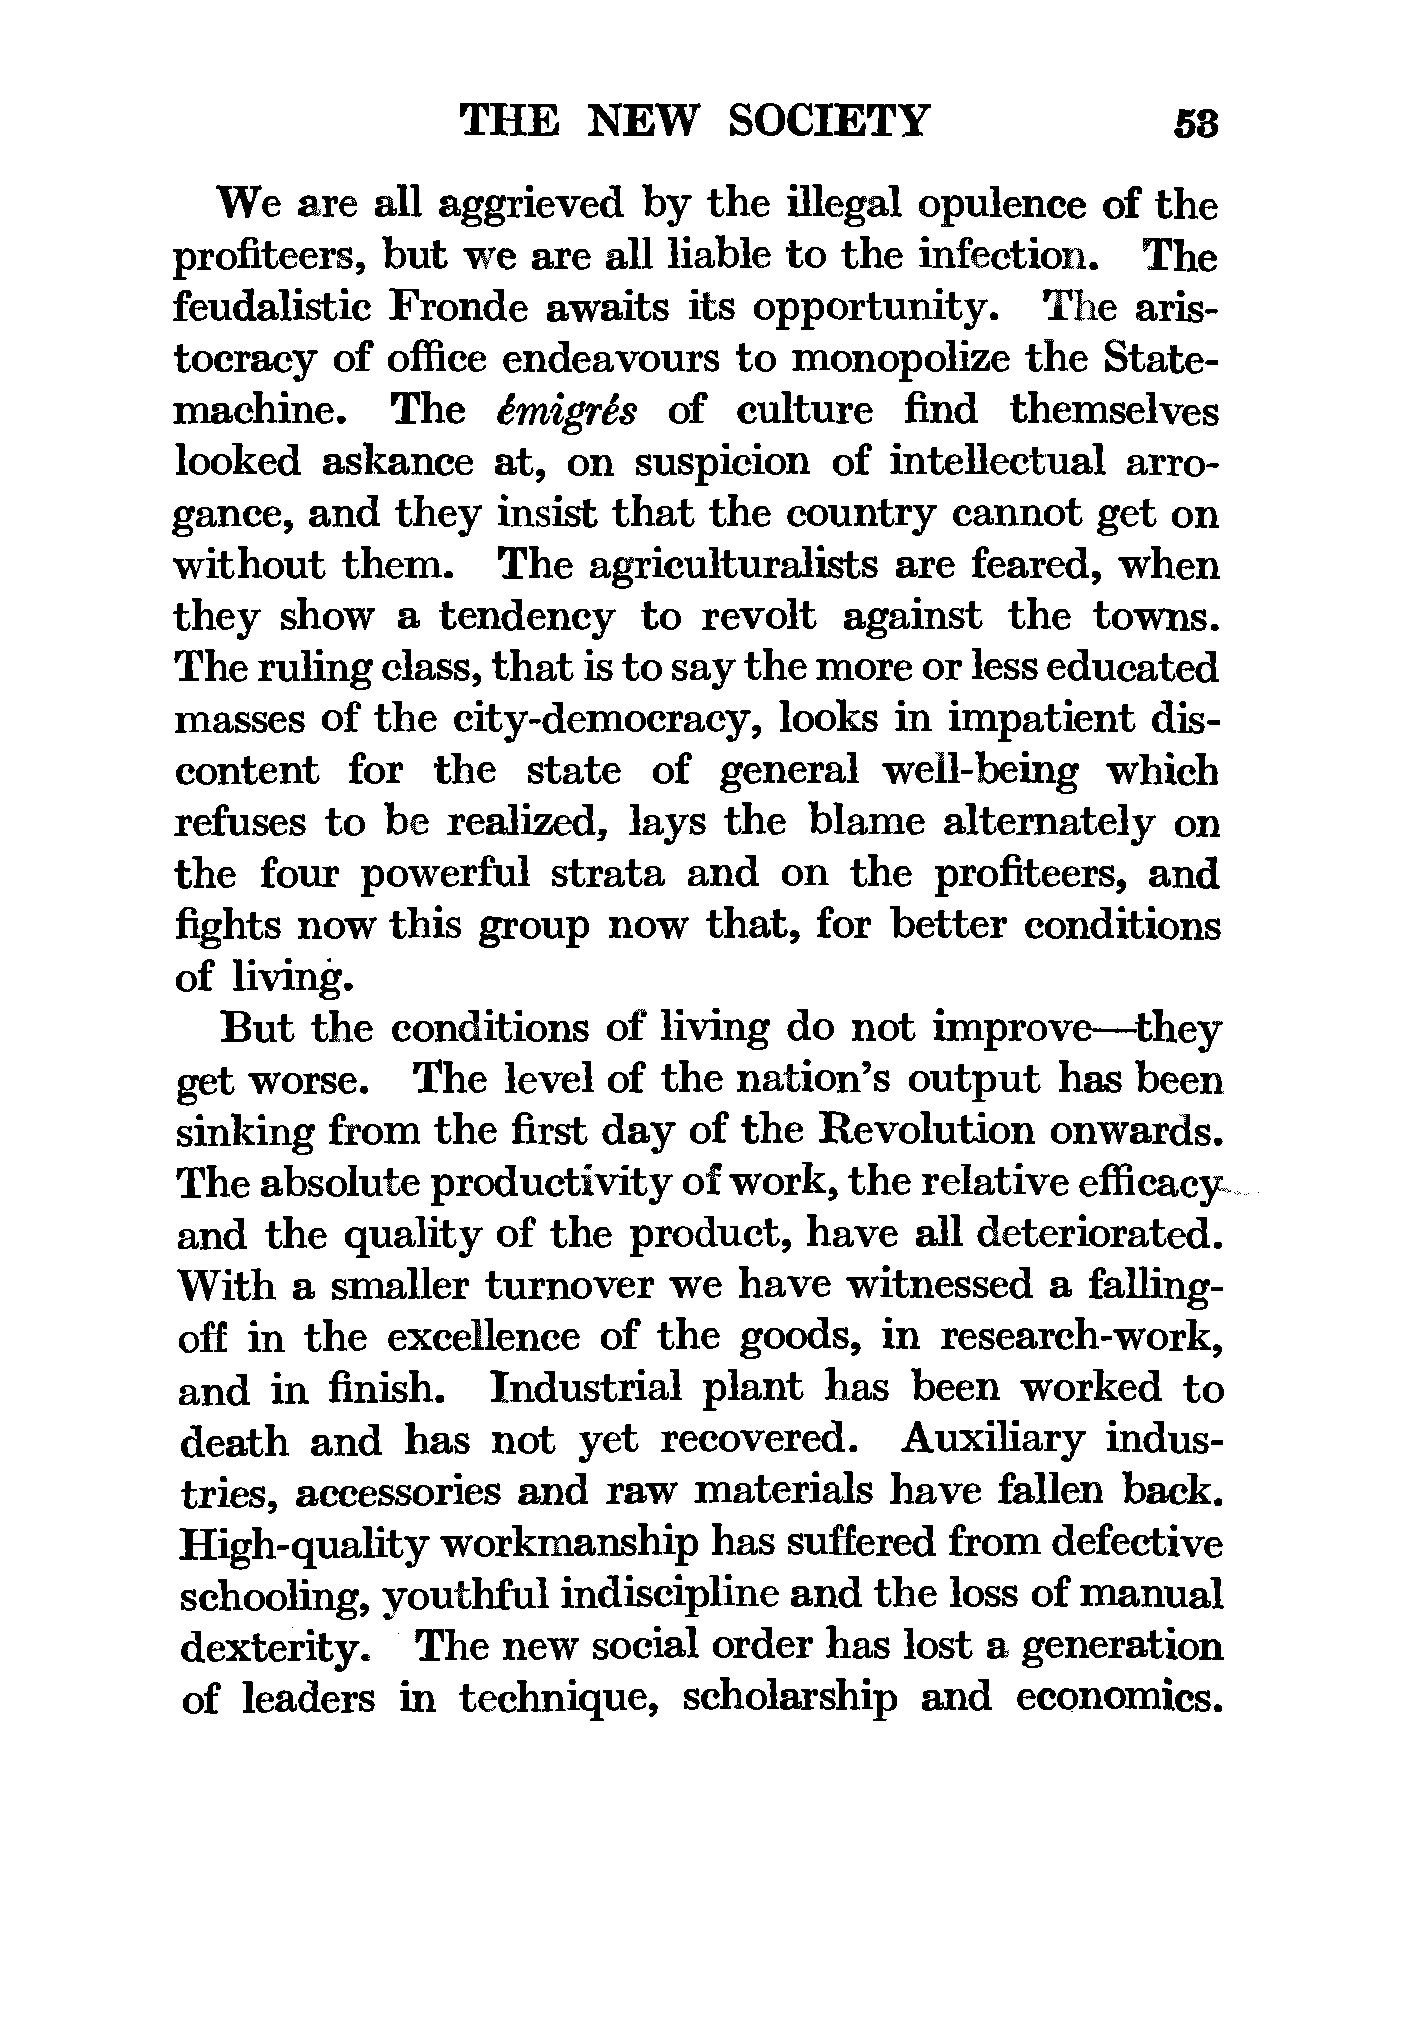 THE NEW SOCIETY 53
We are all aggrieved by the illegal opulence of the
profiteers, but we are all liable to the infection. The
feudalistic Fronde awaits its opportunity. The aris-
tocracy of office endeavours to monopolize the State-
machine. The émigrés of culture find themselves
looked askance at, on suspicion of intellectual arro-
gance, and they insist that the country cannot get on
without them. The agriculturalists are feared, when
they show a tendency to revolt against the towns.
The ruling class, that is to say the more or less educated
masses of the city-democracy, looks in impatient dis-
content for the state of general well-being which
refuses to be realized, lays the blame alternately on
the four powerful strata and on the profiteers, and
fights now this group now that, for better conditions
of living.
But the conditions of living do not improve—they
get worse. The level of the nation's output has been
sinking from the first day of the Revolution onwards.
The absolute productivity of work, the relative efficacy
and the quality of the product, have all deteriorated.
With a smaller turnover we have witnessed a falling-
off in the excellence of the goods, in research-work,
and in finish. Industrial plant has been worked to
death and has not yet recovered. Auxiliary indus-
tries, accessories and raw materials have fallen back.
High-quality workmanship has suffered from defective
schooling, youthful indiscipline and the loss of manual
dexterity. The new social order has lost a generation
of leaders in technique, scholarship and economics.